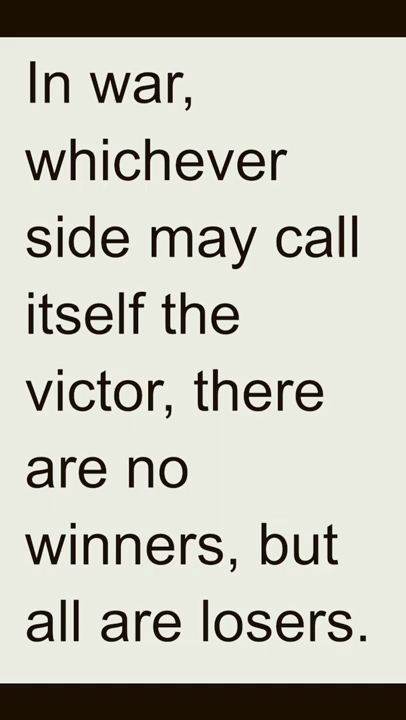 In war,
whichever
side may call
itself the
victor, there
are no
winners, but
all are losers.